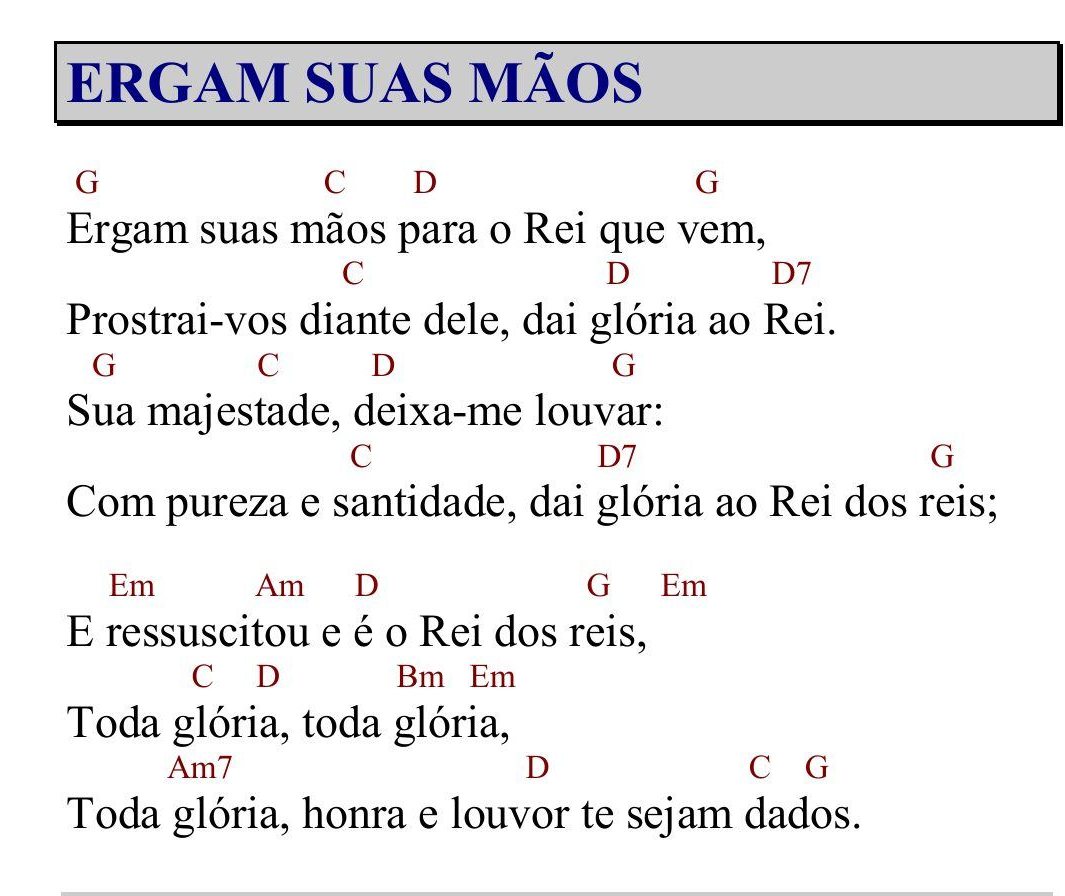 ERGAM SUAS MÃOS
G C D G
Ergam suas mãos para o Rei que vem,
C D D7
Prostrai-vos diante dele, dai glória ao Rei.
G C D G
Sua majestade, deixa-me louvar:
C D7 G
Com pureza e santidade, dai glória ao Rei dos reis;
Em Am D G Em
E ressuscitou e é o Rei dos reis,
C D Bm Em
Toda glória, toda glória,
Am7 D C G
Toda glória, honra e louvor te sejam dados.